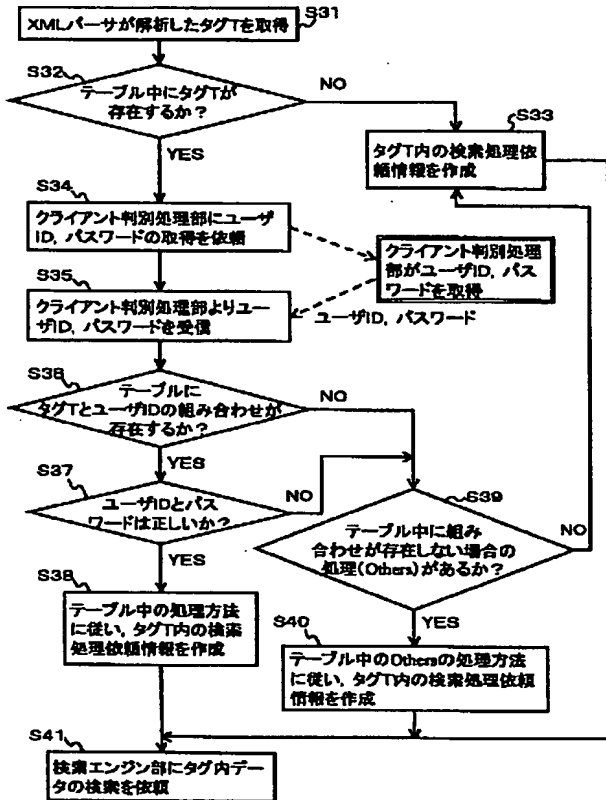 S31
XMLパーサが解析したタグTを取得
S32
テーブル中にタグTが
存在するか？
NO
YES
S33
タグT内の検索処理依
頼情報を作成
S34
クライアント判別処理部にユーザ
ID，パスワードの取得を依頼
クライアント判別処理
部がユーザID，パス
ワードを取得
S35
クライアント判別処理部よりユー
ザID，パスワードを受信
ユーザID，パスワード
S36
テーブルに
タグTとユーザIDの組み合わせが
存在するか？
NO
YES
S37
ユーザIDとパス
ワードは正しいか？
NO
YES
S39
テーブル中に組み
合わせが存在しない場合の
処理(Others)があるか？
NO
YES
S38
テーブル中の処理方法
に従い，タグT内の検索
処理依頼情報を作成
S40
テーブル中のOthersの処理方法
に従い，タグT内の検索処理依頼
情報を作成
S41
検索エンジン部にタグ内デー
タの検索を依頼